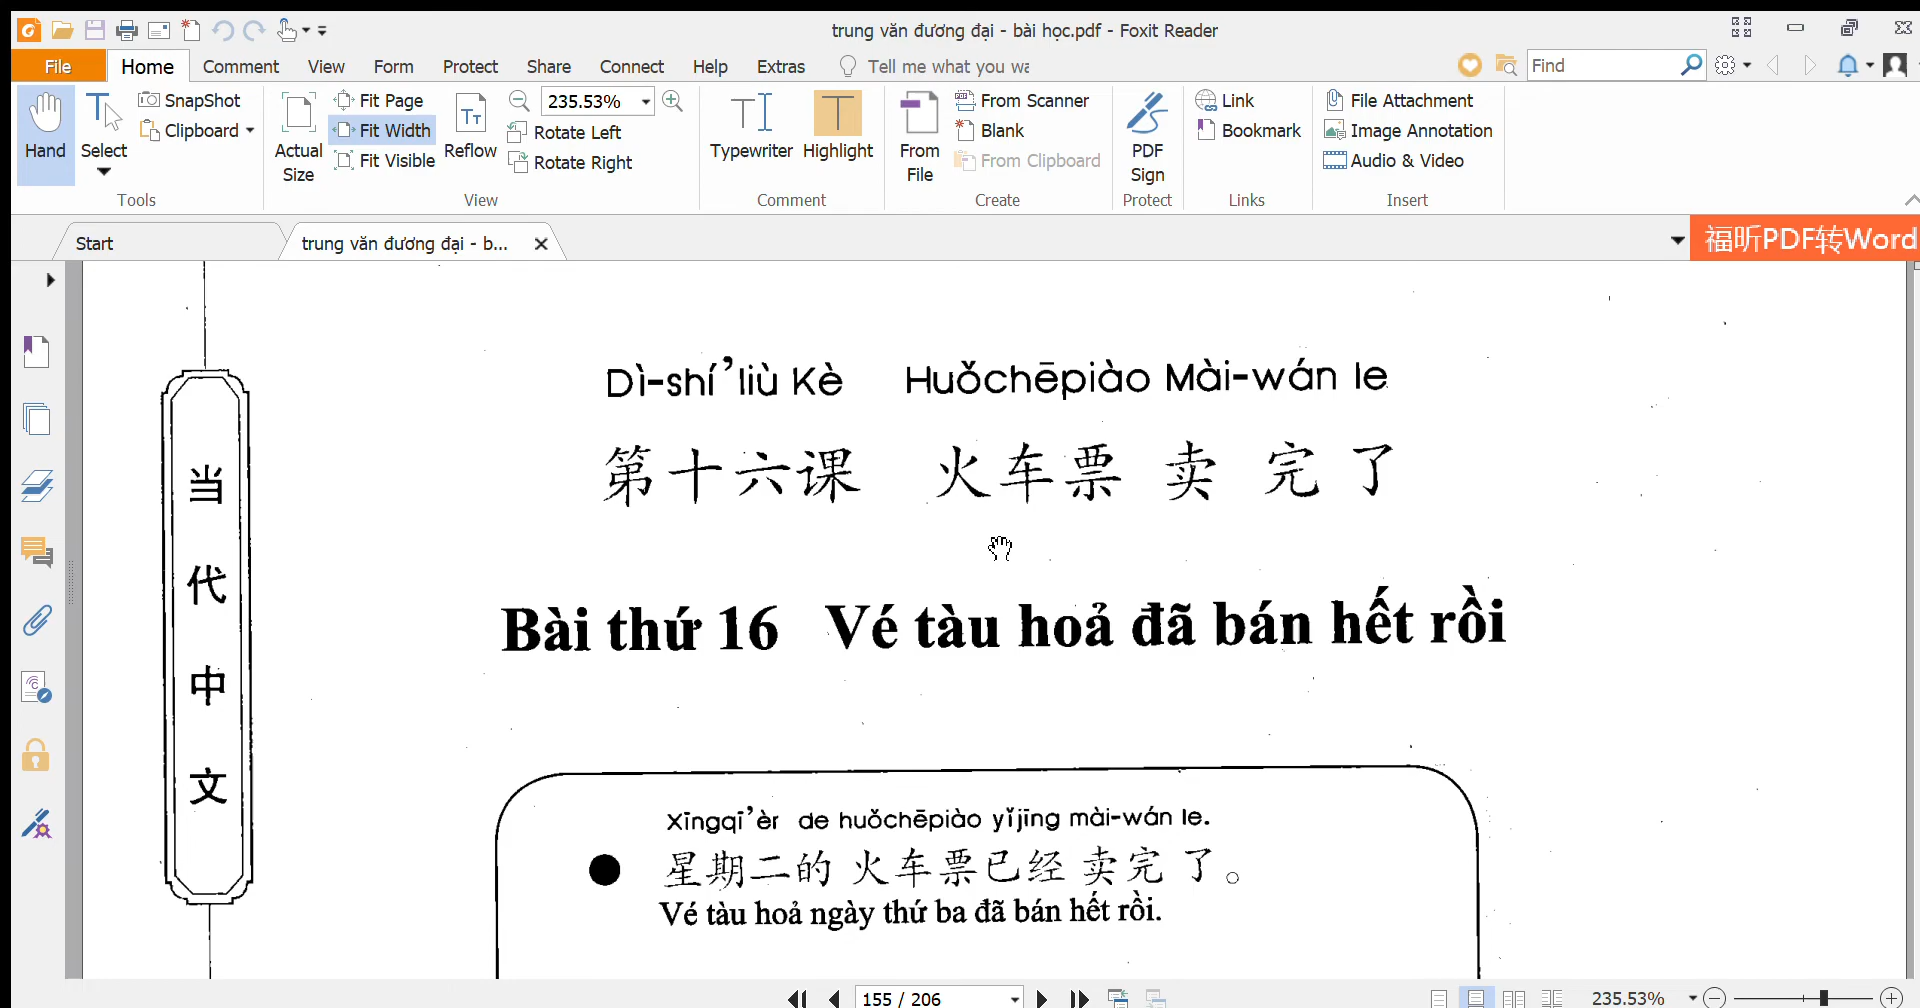 trung văn đương đại - bài học.pdf - Foxit Reader
File Home Comment View Form Protect Share Connect Help Extras Tell me what you wa Find
SnapShot Fit Page 235.53% From Scanner Link File Attachment
Clipboard Fit Width Rotate Left Blank Bookmark Image Annotation
Hand Select Actual Size Fit Visible Reflow Rotate Right Typewriter Highlight From File From Clipboard PDF Sign Audio & Video
Tools View Comment Create Protect Links Insert
Start trung văn đương đại - b... 福昕PDF转Word
Dì-shí’liù Kè Huǒchēpiào Mài-wán le
第十六课 火车票 卖 完 了
Bài thứ 16 Vé tàu hoả đã bán hết rồi
当
代
中
文
Xīngqī’èr de huǒchēpiào yǐjīng mài-wán le.
● 星期二的 火车票已经 卖完 了。
Vé tàu hoả ngày thứ ba đã bán hết rồi.
155 / 206 235.53%